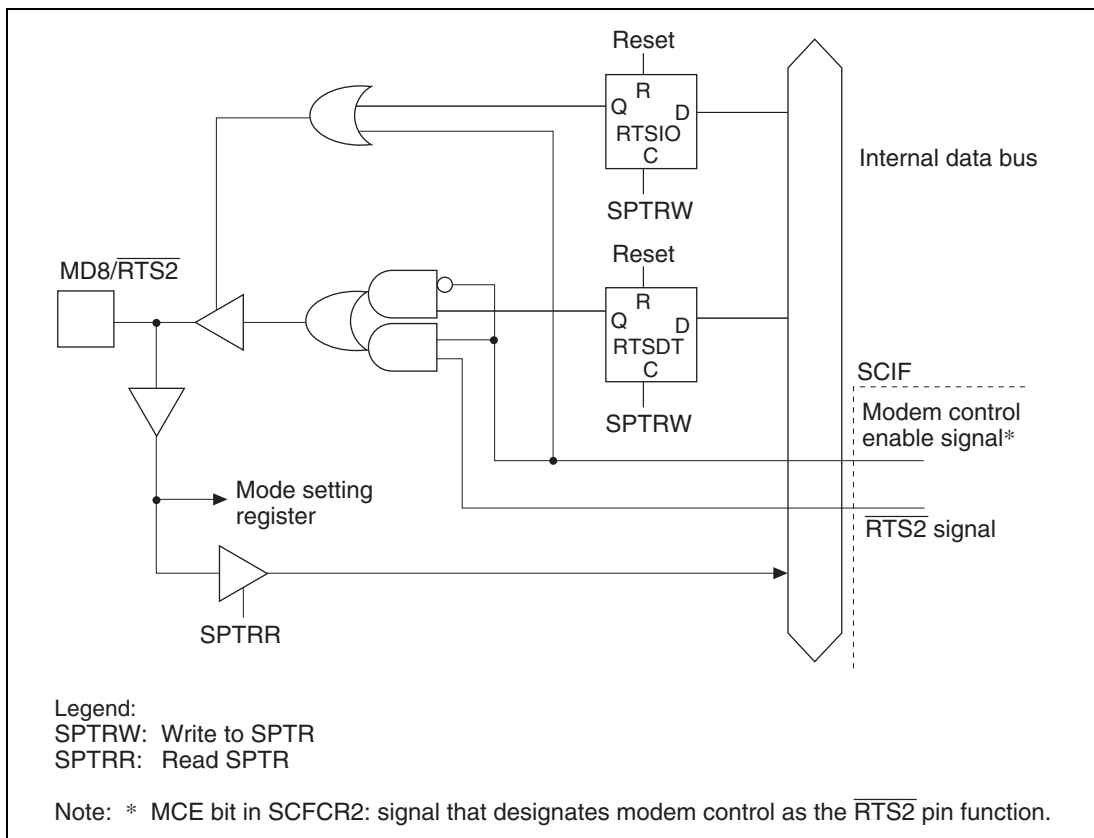 Reset
R
Q D
RTSIO
C
SPTRW
Internal data bus
MD8/RTS2
Reset
R
Q D
RTSDT
C
SPTRW
SCIF
Modem control
enable signal*
RTS2 signal
Mode setting
register
SPTRR
Legend:
SPTRW: Write to SPTR
SPTRR: Read SPTR
Note: * MCE bit in SCFCR2: signal that designates modem control as the RTS2 pin function.